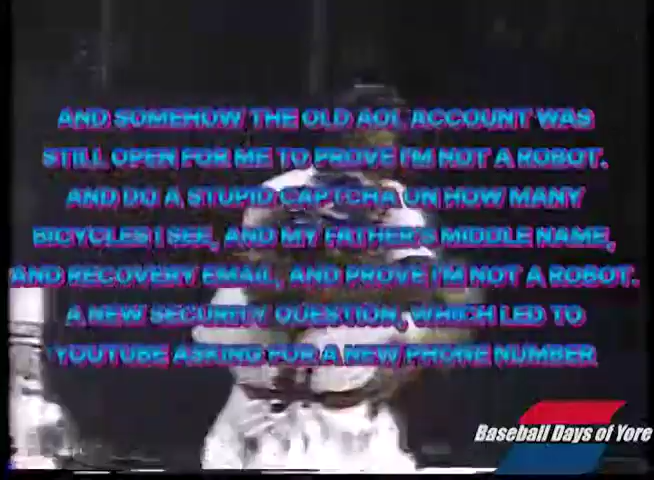 AND SOMEHOW THE OLD AOL ACCOUNT WAS
STILL OPEN FOR ME TO PROVE I'M NOT A ROBOT.
AND DO A STUPID CAPTCHA ON HOW MANY
BICYCLES I SEE, AND MY FATHER'S MIDDLE NAME,
AND RECOVERY EMAIL, AND PROVE I'M NOT A ROBOT.
A NEW SECURITY QUESTION, WHICH LED TO
YOUTUBE ASKING FOR A NEW PHONE NUMBER
Baseball Days of Yore